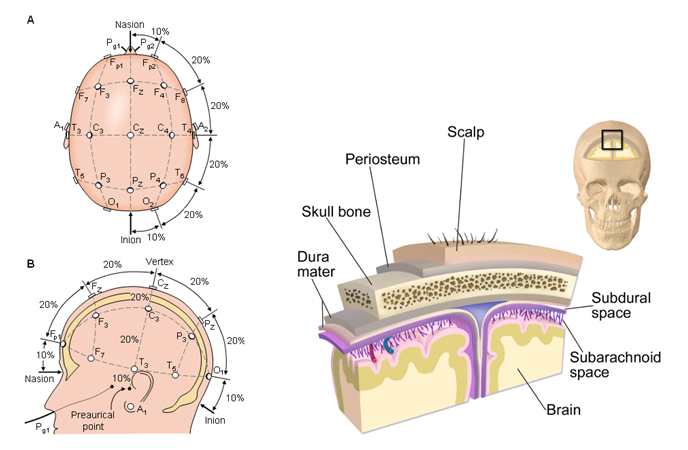 A
Nasion
10%
Pg1
Pg2
20%
Fp1
Fp2
F7
F3
Fz
F4
F8
20%
A1
T3
C3
Cz
C4
T4
A2
20%
T5
P3
Pz
P4
T6
O1
O2
20%
Inion
10%
B
Vertex
20%
Cz
20%
Fz
20%
20%
C3
20%
F3
Pz
Fp1
20%
P3
10%
F7
20%
T3
T5
O1
Nasion
10%
10%
A1
Preaurical
point
Inion
Pg1
Scalp
Periosteum
Skull bone
Dura
mater
Subdural
space
Subarachnoid
space
Brain